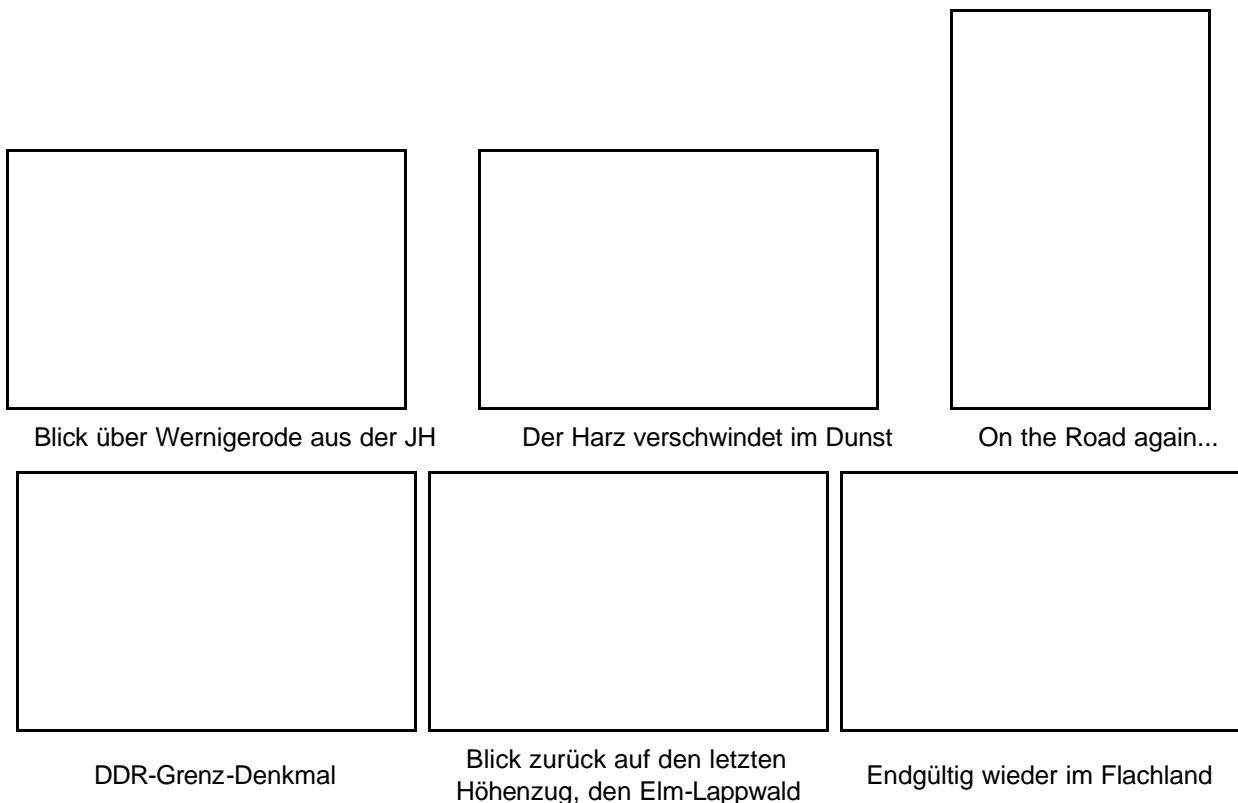 Blick über Wernigerode aus der JH
Der Harz verschwindet im Dunst
On the Road again...
DDR-Grenz-Denkmal
Blick zurück auf den letzten
Höhenzug, den Elm-Lappwald
Endgültig wieder im Flachland